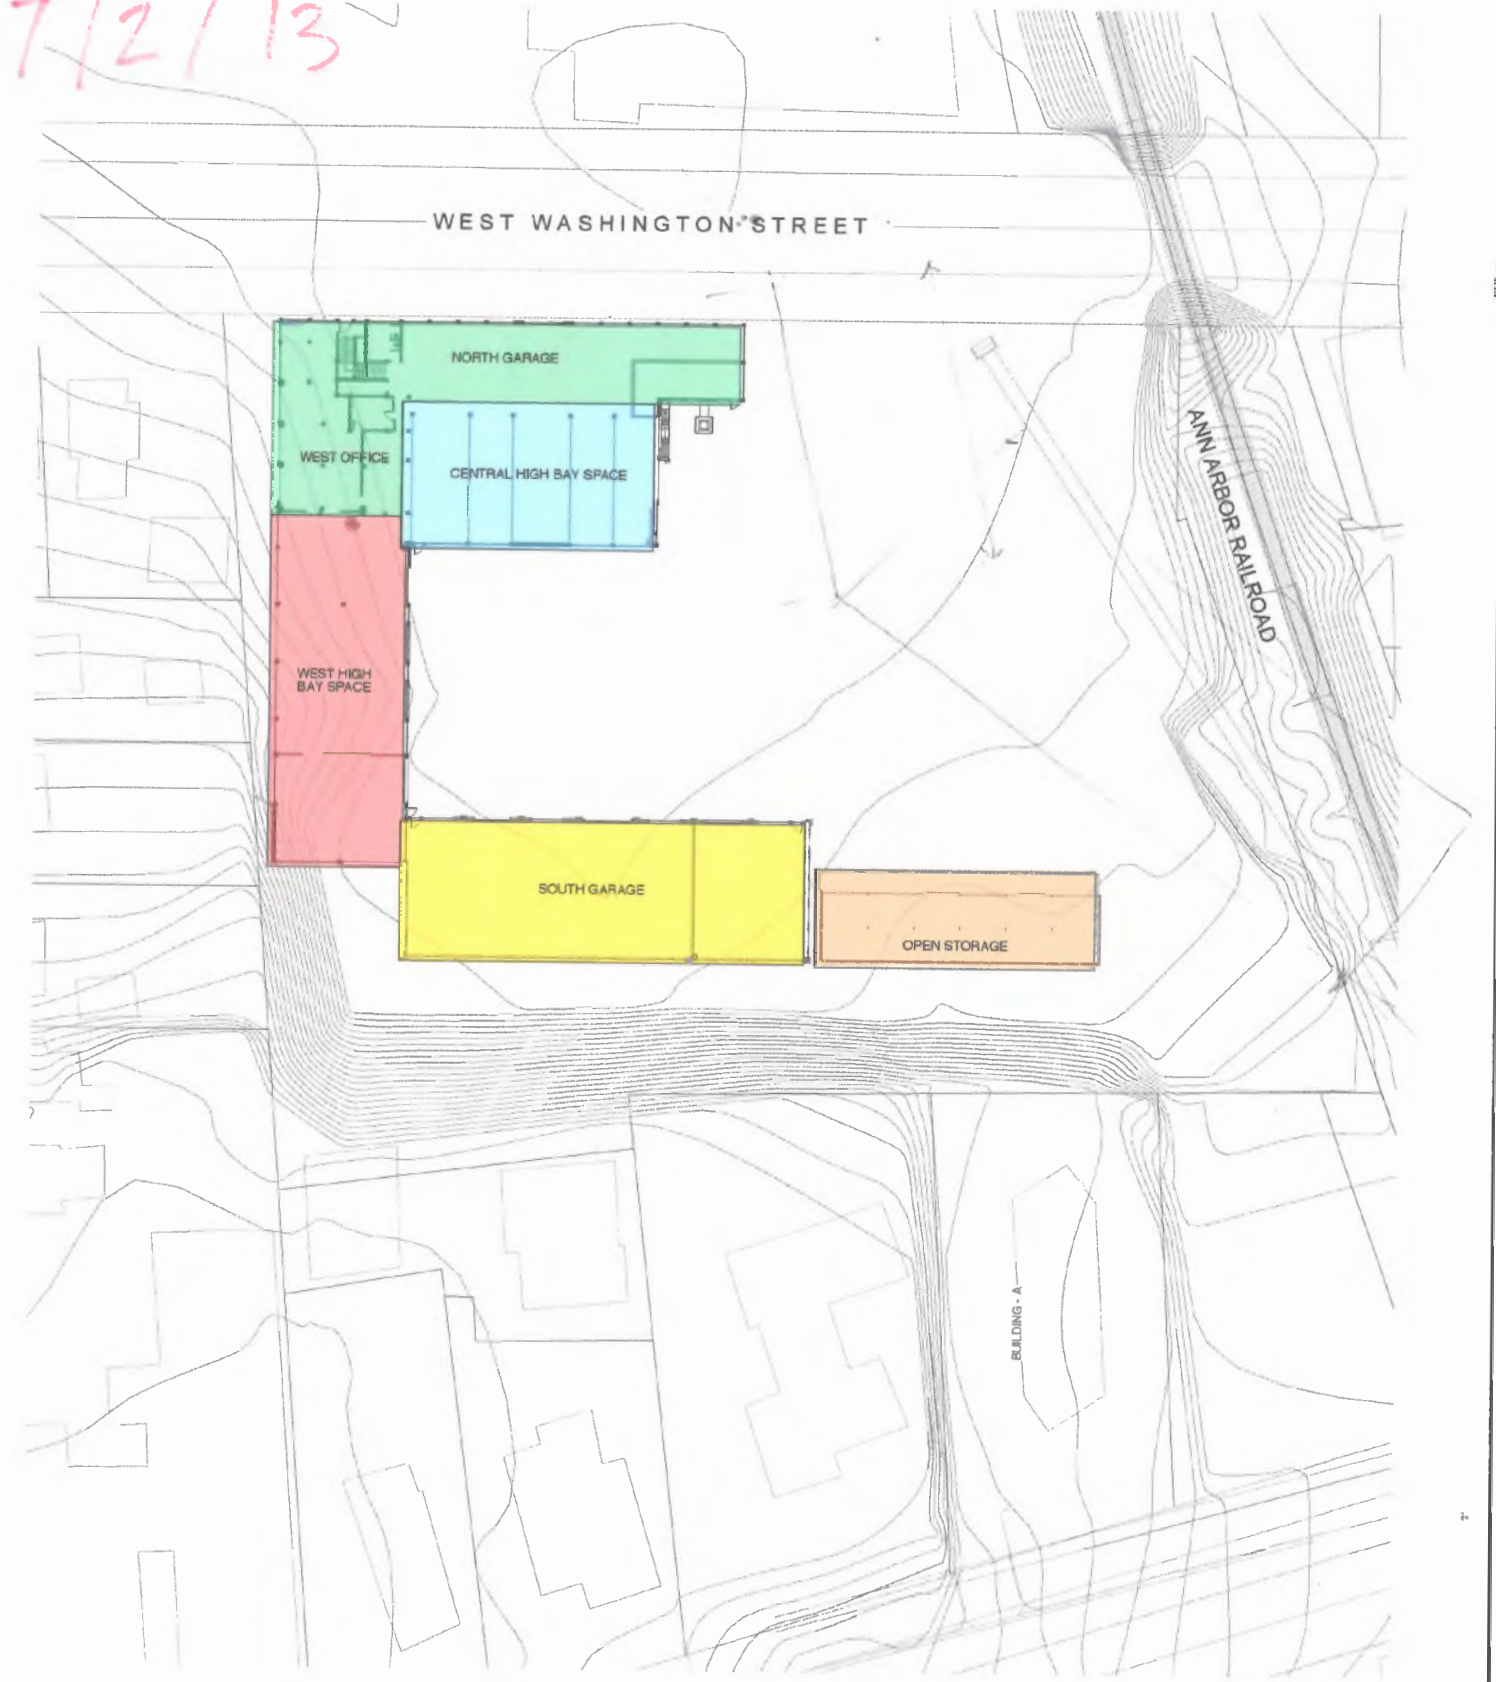 7/2/13
WEST WASHINGTON STREET
NORTH GARAGE
WEST OFFICE
CENTRAL HIGH BAY SPACE
ANN ARBOR RAILROAD
WEST HIGH
BAY SPACE
SOUTH GARAGE
OPEN STORAGE
BUILDING - A